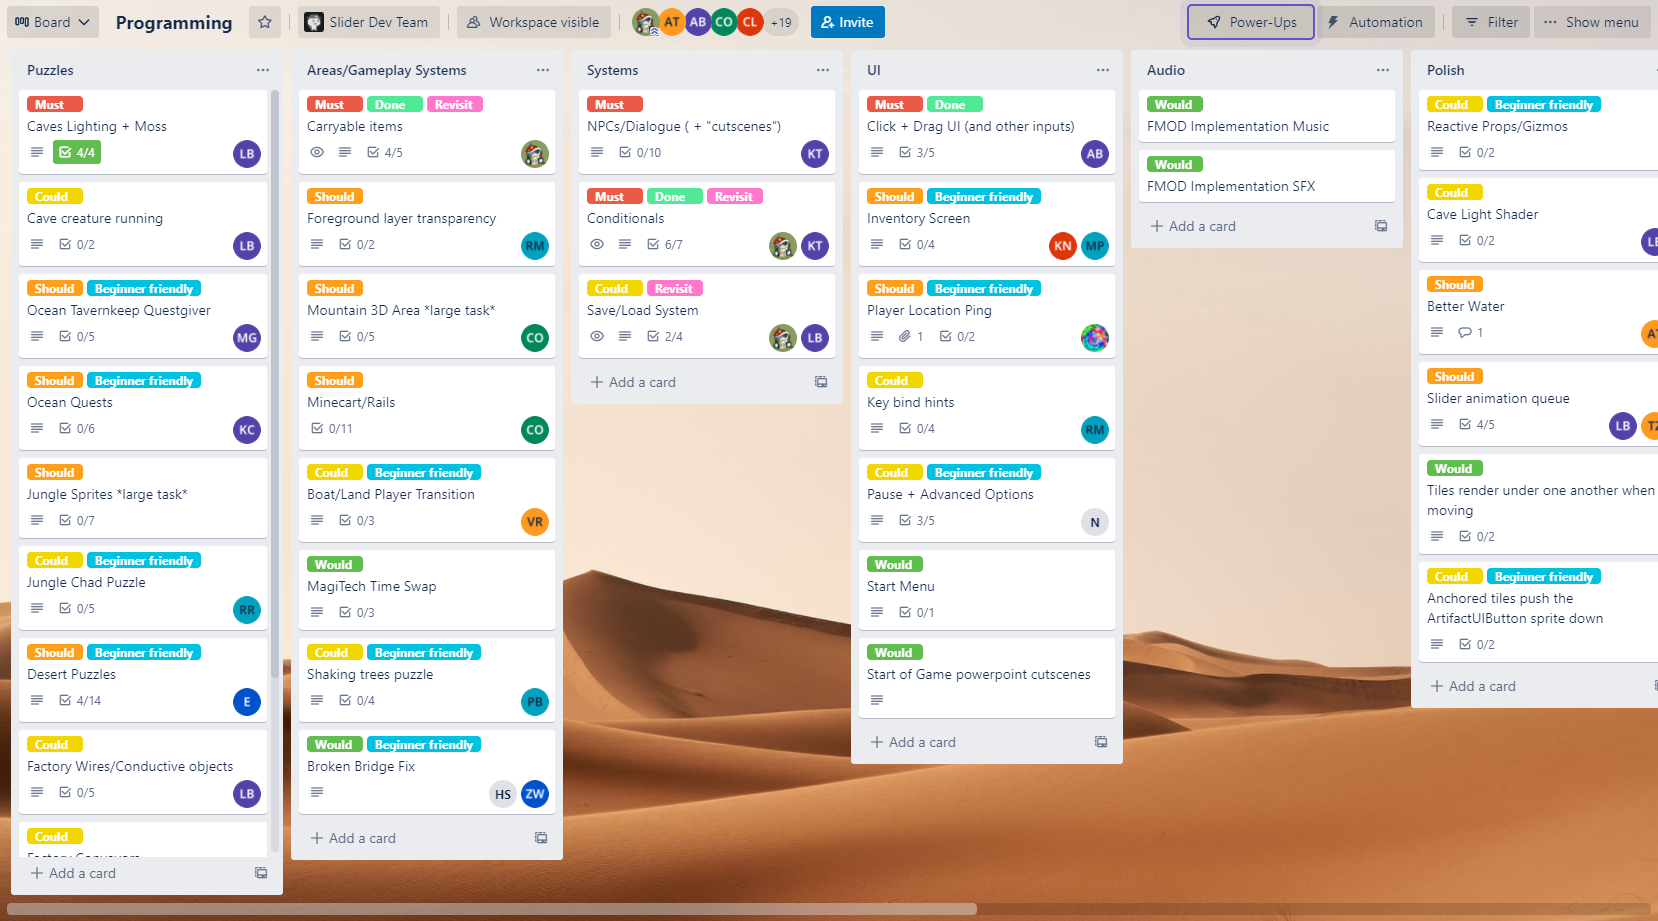 Board
Programming
Slider Dev Team
Workspace visible
AT
AB
CO
CL
+19
Invite
Power-Ups
Automation
Filter
Show menu
Puzzles
Must
Caves Lighting + Moss
4/4
LB
Could
Cave creature running
0/2
LB
Should
Beginner friendly
Ocean Tavernkeep Questgiver
0/5
MG
Should
Beginner friendly
Ocean Quests
0/6
KC
Should
Jungle Sprites *large task*
0/7
Could
Beginner friendly
Jungle Chad Puzzle
0/5
RR
Should
Beginner friendly
Desert Puzzles
4/14
E
Could
Factory Wires/Conductive objects
0/5
LB
Could
Factory Conveyors
+ Add a card
Areas/Gameplay Systems
Must
Done
Revisit
Carryable items
4/5
Should
Foreground layer transparency
0/2
RM
Should
Mountain 3D Area *large task*
0/5
CO
Should
Minecart/Rails
0/11
CO
Could
Beginner friendly
Boat/Land Player Transition
0/3
VR
Would
MagiTech Time Swap
0/3
Could
Beginner friendly
Shaking trees puzzle
0/4
PB
Would
Beginner friendly
Broken Bridge Fix
HS
ZW
+ Add a card
Systems
Must
NPCs/Dialogue ( + "cutscenes")
0/10
KT
Must
Done
Revisit
Conditionals
6/7
KT
Could
Revisit
Save/Load System
2/4
LB
+ Add a card
UI
Must
Done
Click + Drag UI (and other inputs)
3/5
AB
Should
Beginner friendly
Inventory Screen
0/4
KN
MP
Should
Beginner friendly
Player Location Ping
1
0/2
Could
Key bind hints
0/4
RM
Could
Beginner friendly
Pause + Advanced Options
3/5
N
Would
Start Menu
0/1
Would
Start of Game powerpoint cutscenes
+ Add a card
Audio
Would
FMOD Implementation Music
Would
FMOD Implementation SFX
+ Add a card
Polish
Could
Beginner friendly
Reactive Props/Gizmos
0/2
Could
Cave Light Shader
0/2
LB
Should
Better Water
1
AT
Should
Slider animation queue
4/5
LB
TZ
Would
Tiles render under one another when
moving
0/2
Could
Beginner friendly
Anchored tiles push the
ArtifactUIButton sprite down
0/2
+ Add a card